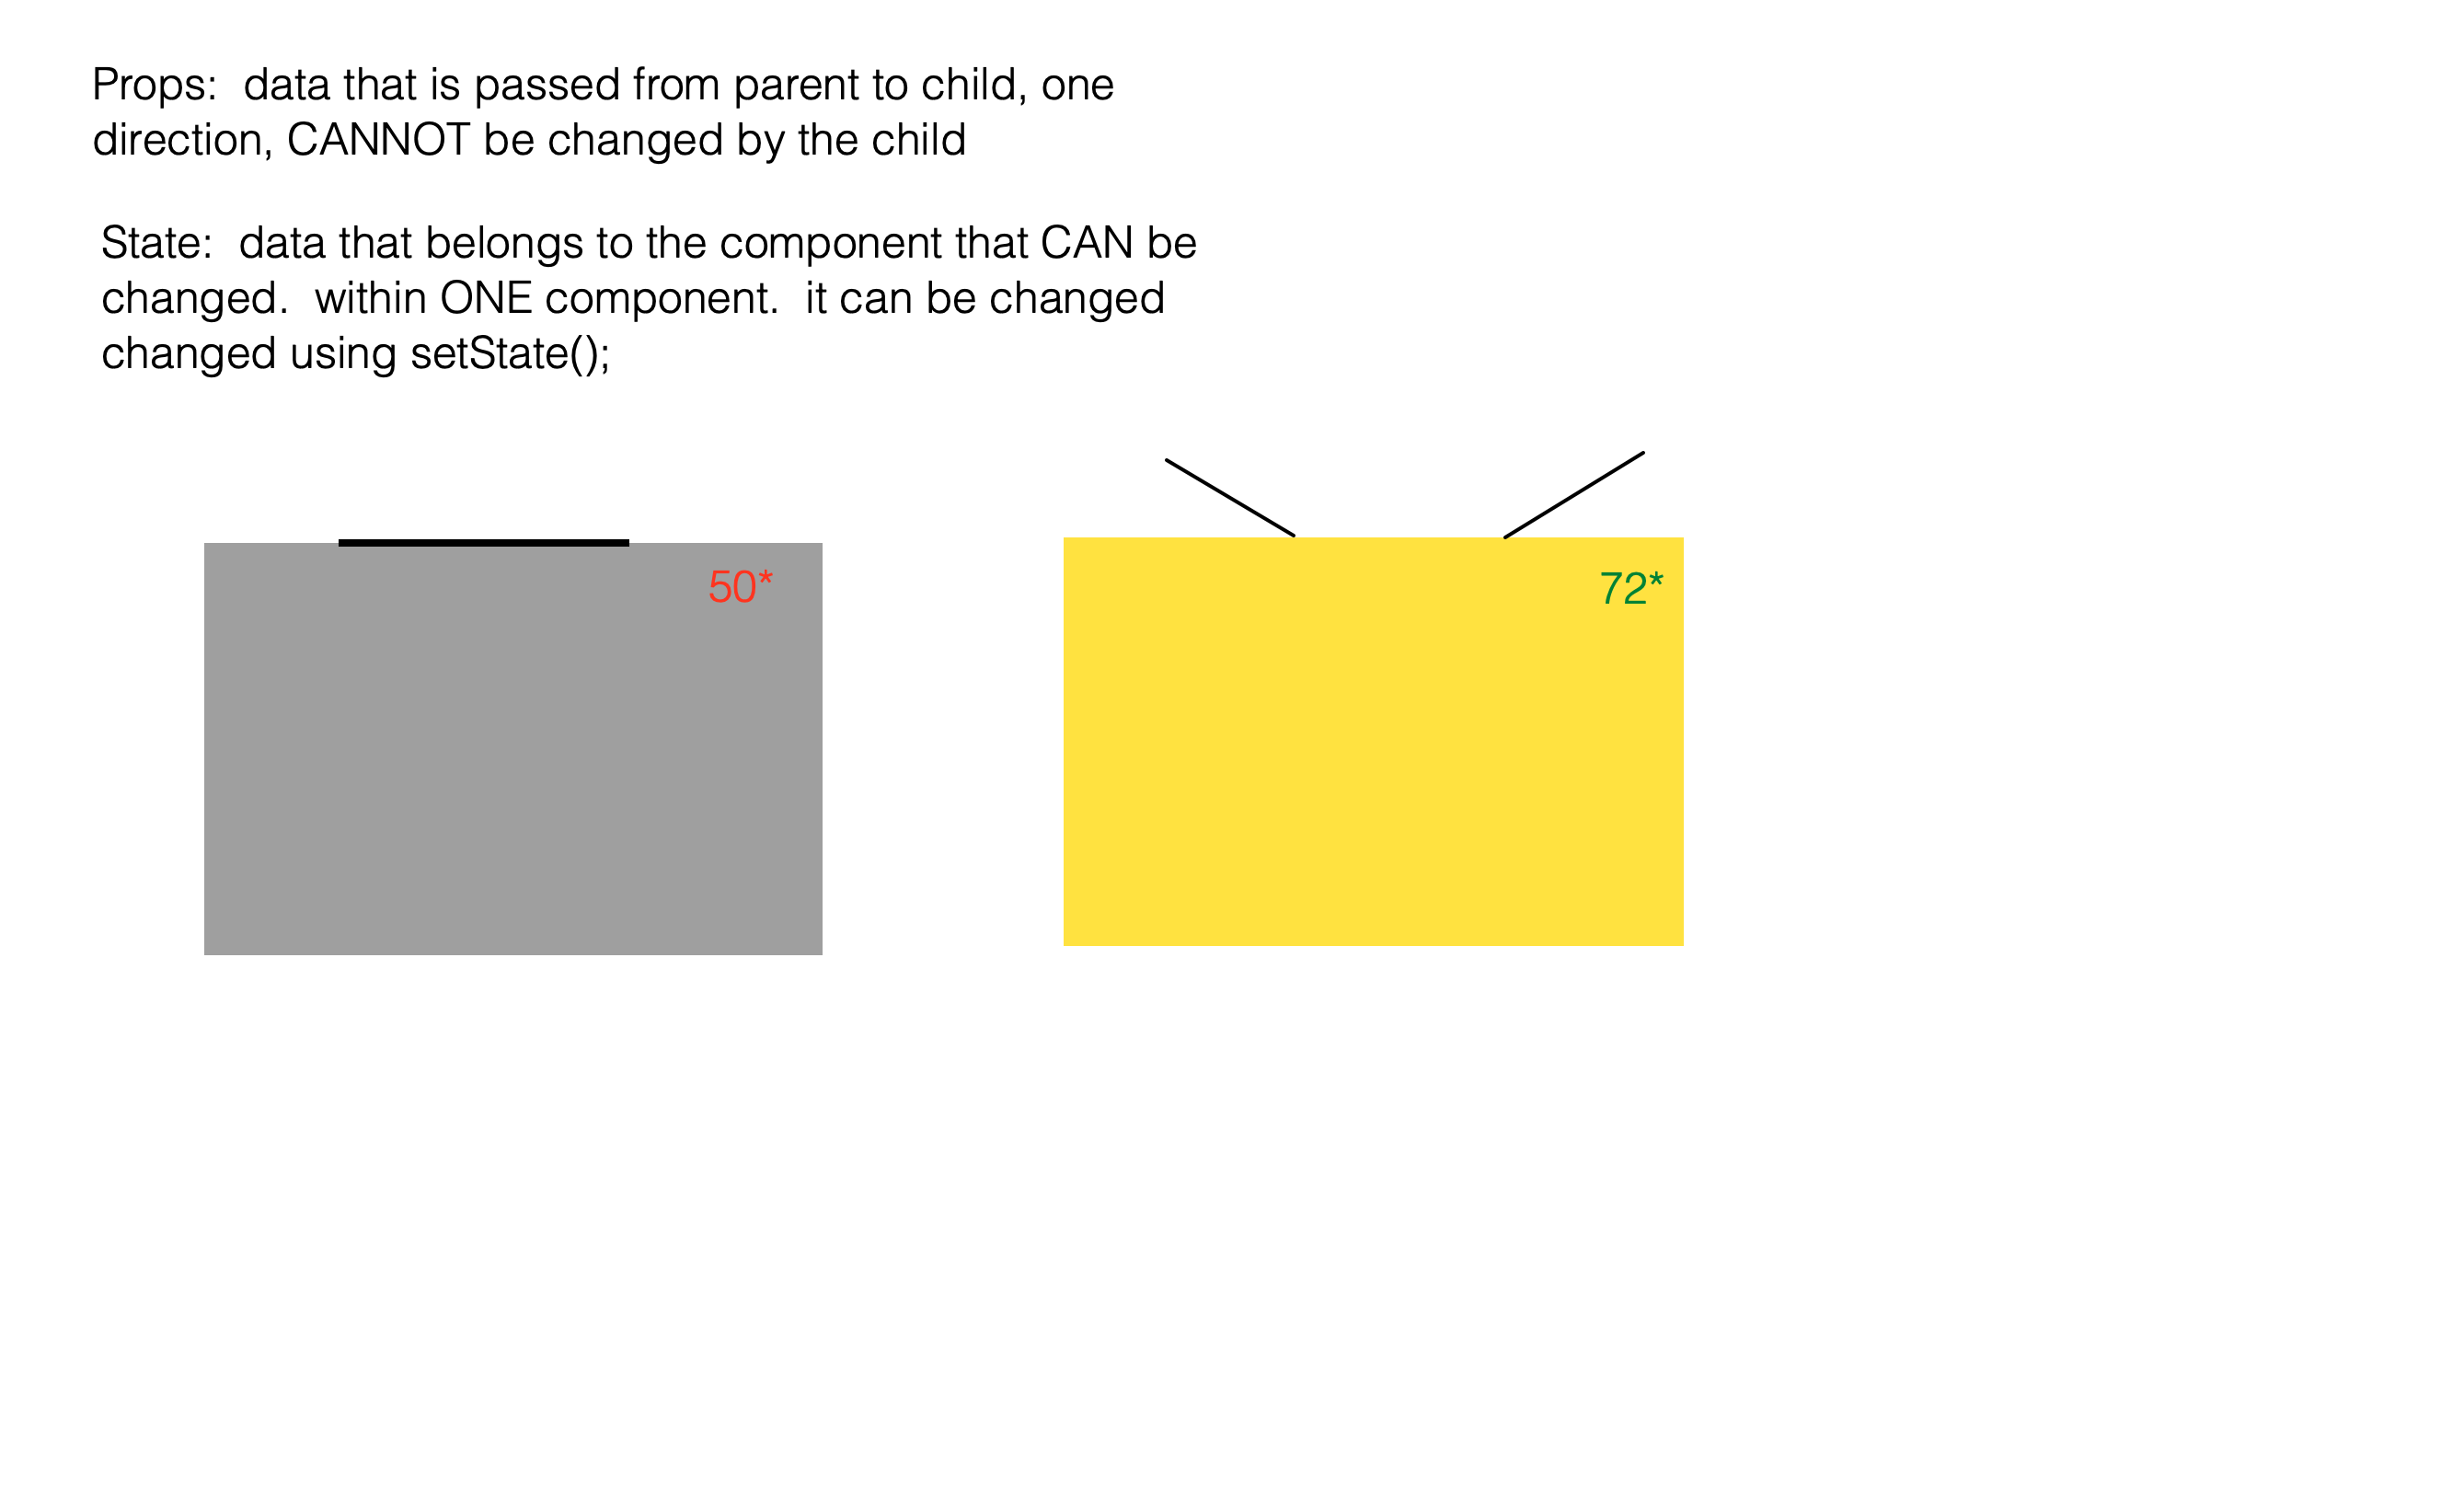 Props:  data that is passed from parent to child, one
direction, CANNOT be changed by the child
State:  data that belongs to the component that CAN be
changed.  within ONE component.  it can be changed
changed using setState();
50*
72*